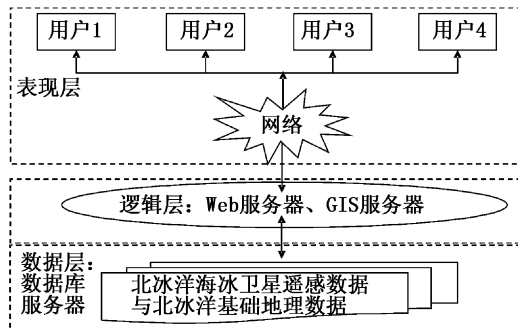 用户1 用户2 用户3 用户4
表现层
网络
逻辑层：Web服务器、GIS服务器
数据层：
数据库
服务器
北冰洋海冰卫星遥感数据
与北冰洋基础地理数据